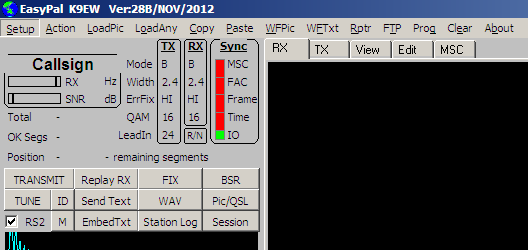 EasyPal K9EW Ver:28B/NOV/2012
Setup Action LoadPic LoadAny Copy Paste WFPic WFTxt Rptr FTP Prog Clear About
TX RX Sync
Callsign
Mode B B MSC
RX Hz Width 2.4 2.4 FAC
SNR dB ErrFix HI HI Frame
Total - QAM 16 16 Time
OK Segs - LeadIn 24 R/N IO
Position - - remaining segments
TRANSMIT Replay RX FIX BSR
TUNE ID Send Text WAV Pic/QSL
RS2 M EmbedTxt Station Log Session
RX TX View Edit MSC